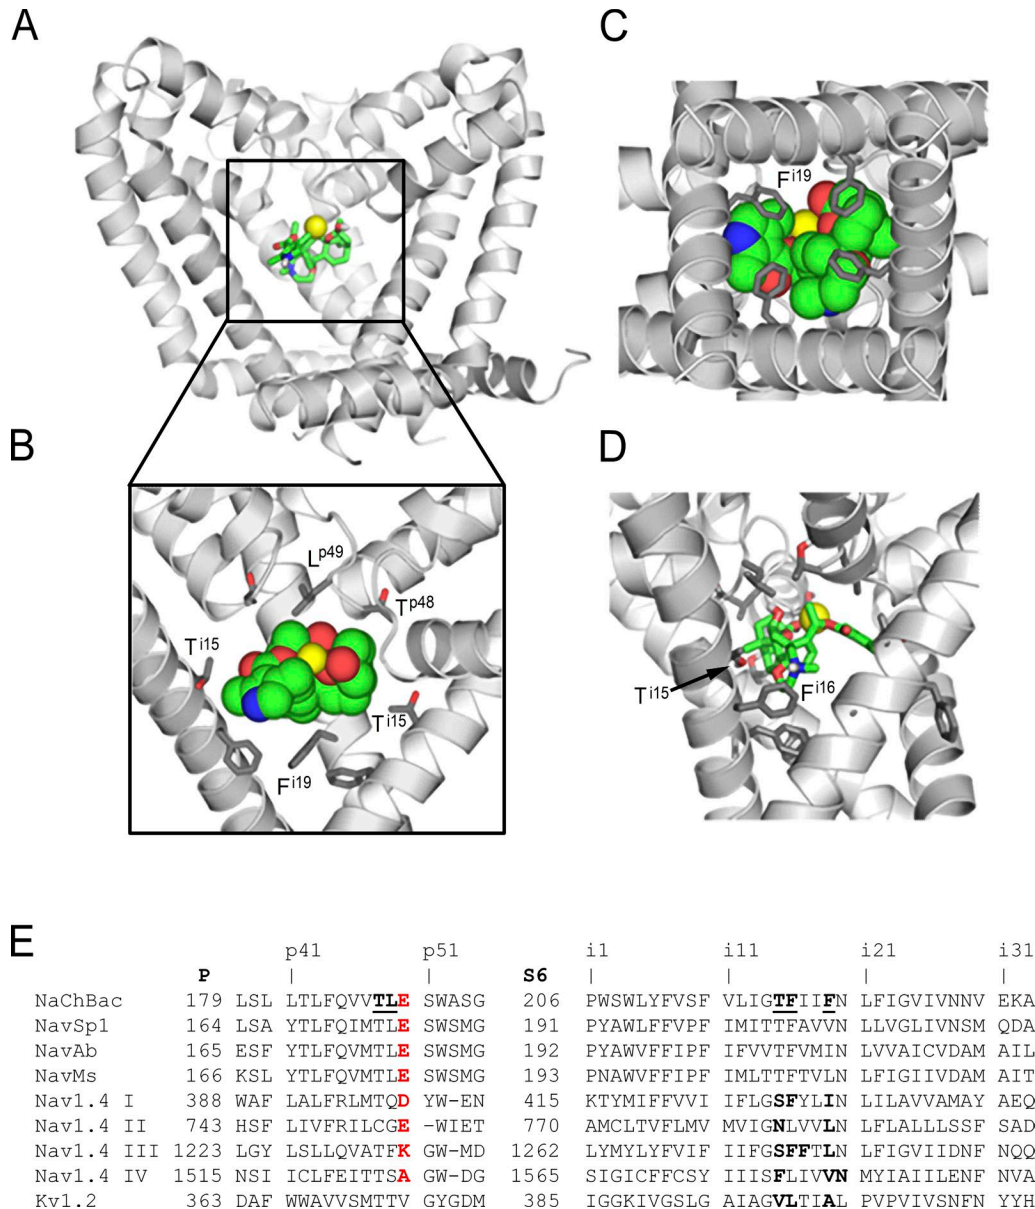 A
C
F^i19
B
D
L^p49
T^p48
T^i15
T^i15
F^i19
T^i15
F^i16
E
p41 p51 i1 i11 i21 i31
P | | S6 | | | |
NaChBac 179 LSL LTLFQVVTLE SWASG 206 PWSWLYFVSF VLIGTFIIFN LFIGVIVNNV EKA
NavSp1 164 LSA YTLFQIMTLE SWSMG 191 PYAWLFFVPF IMITTFAVVN LLVGLIVNSM QDA
NavAb 165 ESF YTLFQVMTLE SWSMG 192 PYAWVFFIPF IFVVTFVMIN LVVAICVDAM AIL
NavMs 166 KSL YTLFQVMTLE SWSMG 193 PNAWVFFIPF IMLTTFTVLN LFIGIIVDAM AIT
Nav1.4 I 388 WAF LALFRLMTQD YW-EN 415 KTYMIFFVVI IFLGSFYLIN LILAVVAMAY AEQ
Nav1.4 II 743 HSF LIVFRILCGE -WIET 770 AMCLTVFLMV MVIGNLVVLN LFLALLLSSF SAD
Nav1.4 III 1223 LGY LSLLQVATFK GW-MD 1262 LYMYLYFVIF IIFGSFFTLN LFIGVIIDNF NQQ
Nav1.4 IV 1515 NSI ICLFEITTSA GW-DG 1565 SIGICFFCSY IIISFLIVVN MYIAIILENF NVA
Kv1.2 363 DAF WWAVVSMTTV GYGDM 385 IGGKIVGSLG AIAGVLTIAL PVPVIVSNFN YYH